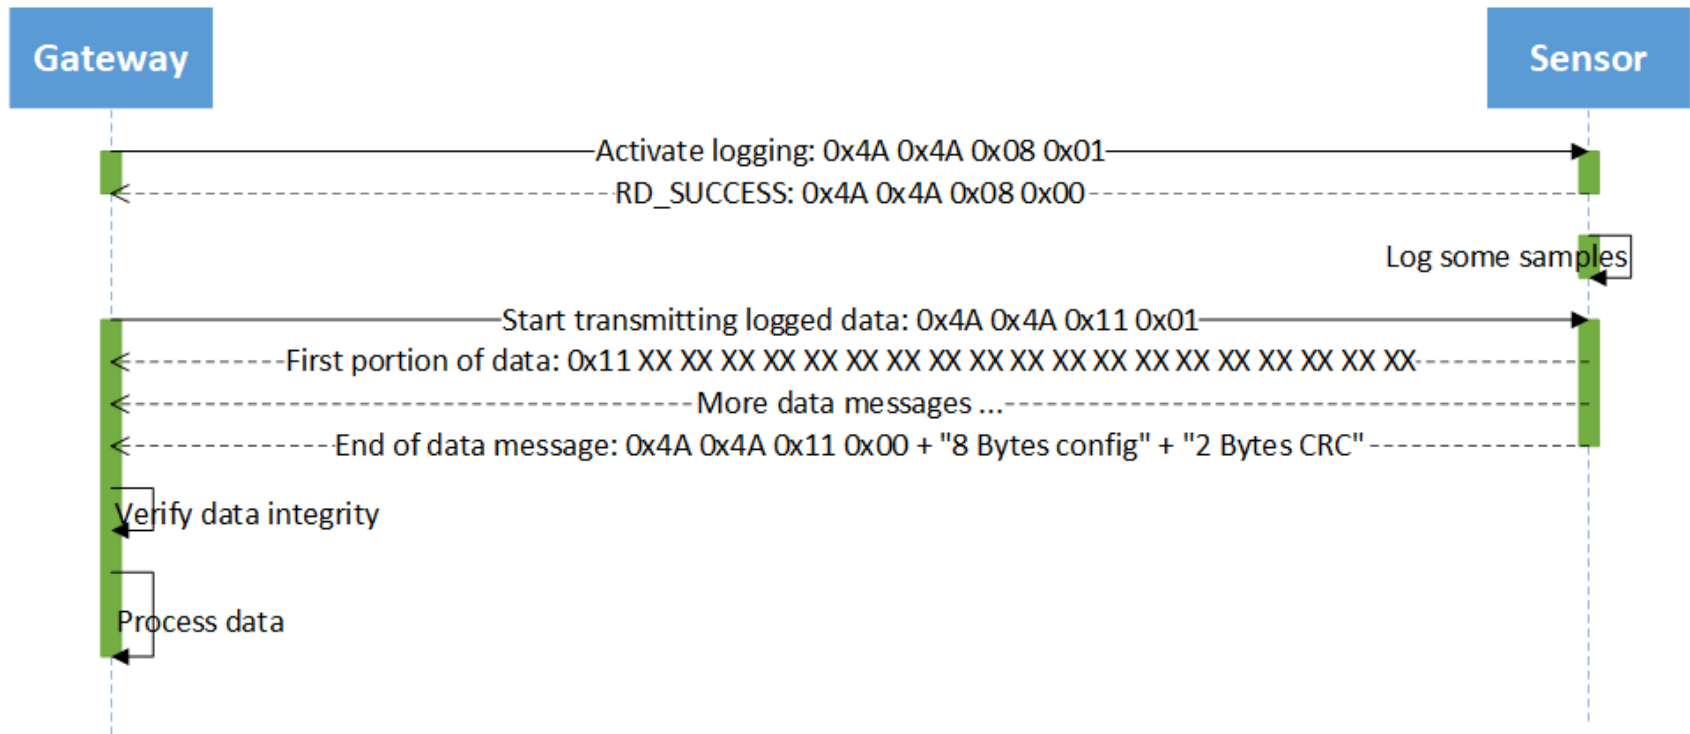 Gateway
Sensor
Activate logging: 0x4A 0x4A 0x08 0x01
RD_SUCCESS: 0x4A 0x4A 0x08 0x00
Log some samples
Start transmitting logged data: 0x4A 0x4A 0x11 0x01
First portion of data: 0x11 XX XX XX XX XX XX XX XX XX XX XX XX XX XX XX XX XX XX XX
More data messages ...
End of data message: 0x4A 0x4A 0x11 0x00 + "8 Bytes config" + "2 Bytes CRC"
Verify data integrity
Process data